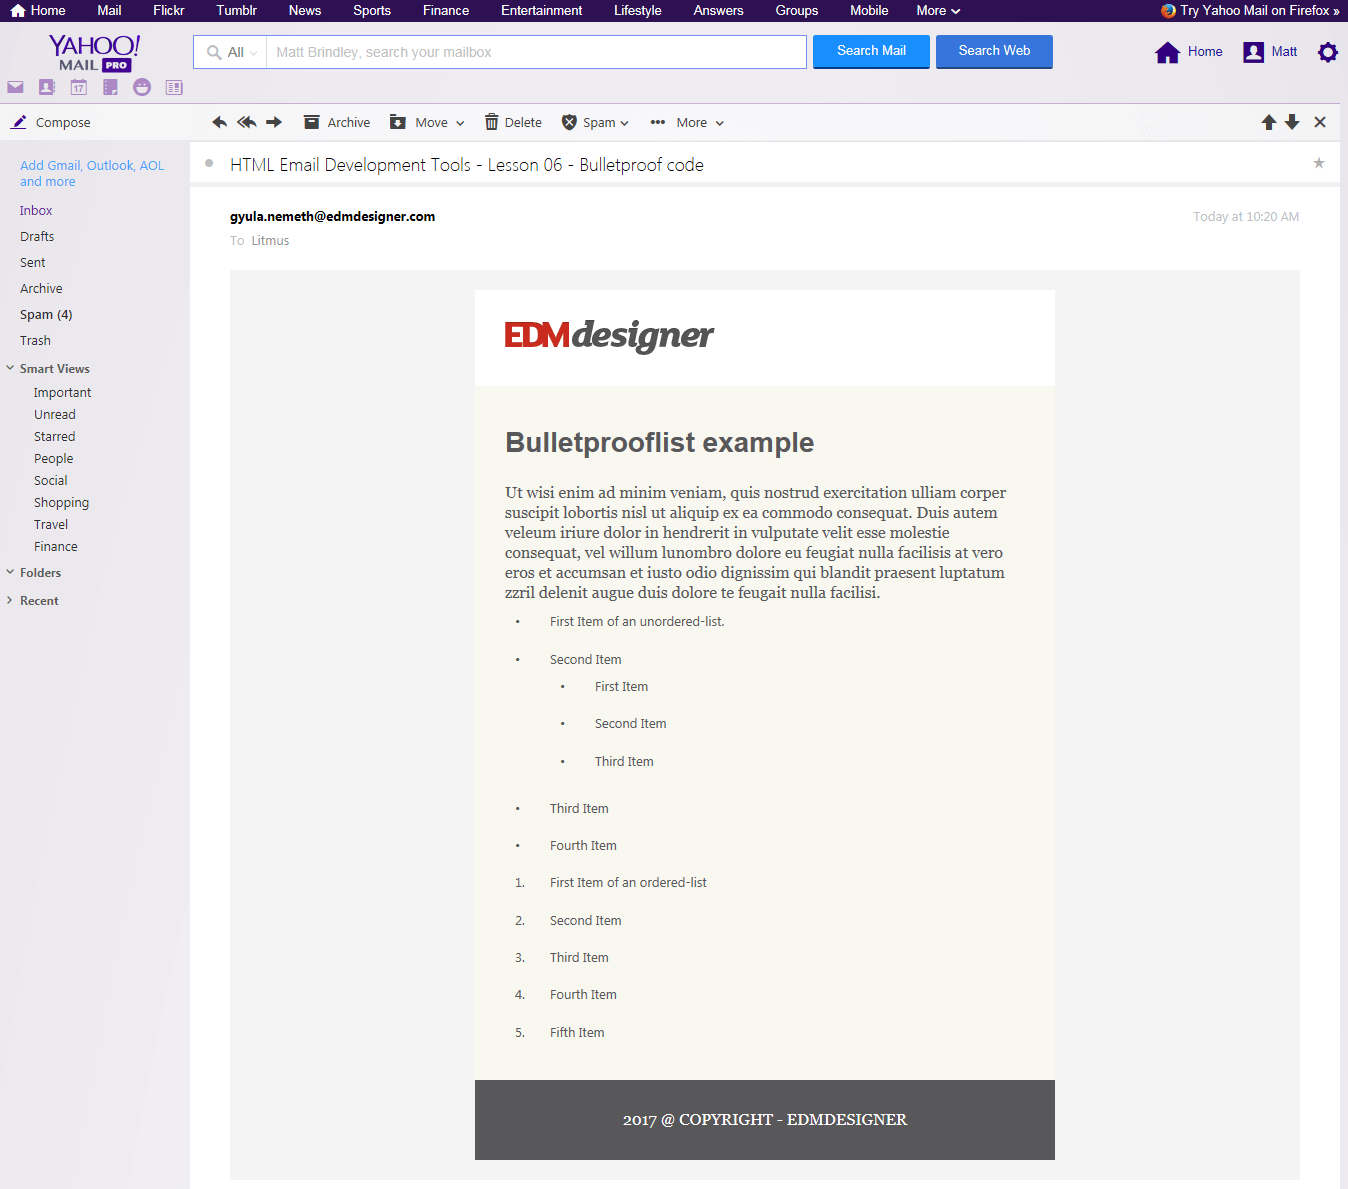 Home Mail Flickr Tumblr News Sports Finance Entertainment Lifestyle Answers Groups Mobile More Try Yahoo Mail on Firefox »
YAHOO!
MAIL PRO
All Matt Brindley, search your mailbox Search Mail Search Web Home Matt
17
Compose Archive Move Delete Spam ••• More
Add Gmail, Outlook, AOL
and more
Inbox
Drafts
Sent
Archive
Spam (4)
Trash
Smart Views
Important
Unread
Starred
People
Social
Shopping
Travel
Finance
Folders
Recent
HTML Email Development Tools - Lesson 06 - Bulletproof code
gyula.nemeth@edmdesigner.com Today at 10:20 AM
To Litmus
EDMdesigner
Bulletprooflist example
Ut wisi enim ad minim veniam, quis nostrud exercitation ulliam corper
suscipit lobortis nisl ut aliquip ex ea commodo consequat. Duis autem
veleum iriure dolor in hendrerit in vulputate velit esse molestie
consequat, vel willum lunombro dolore eu feugiat nulla facilisis at vero
eros et accumsan et iusto odio dignissim qui blandit praesent luptatum
zzril delenit augue duis dolore te feugait nulla facilisi.
• First Item of an unordered-list.
• Second Item
• First Item
• Second Item
• Third Item
• Third Item
• Fourth Item
1. First Item of an ordered-list
2. Second Item
3. Third Item
4. Fourth Item
5. Fifth Item
2017 @ COPYRIGHT - EDMDESIGNER